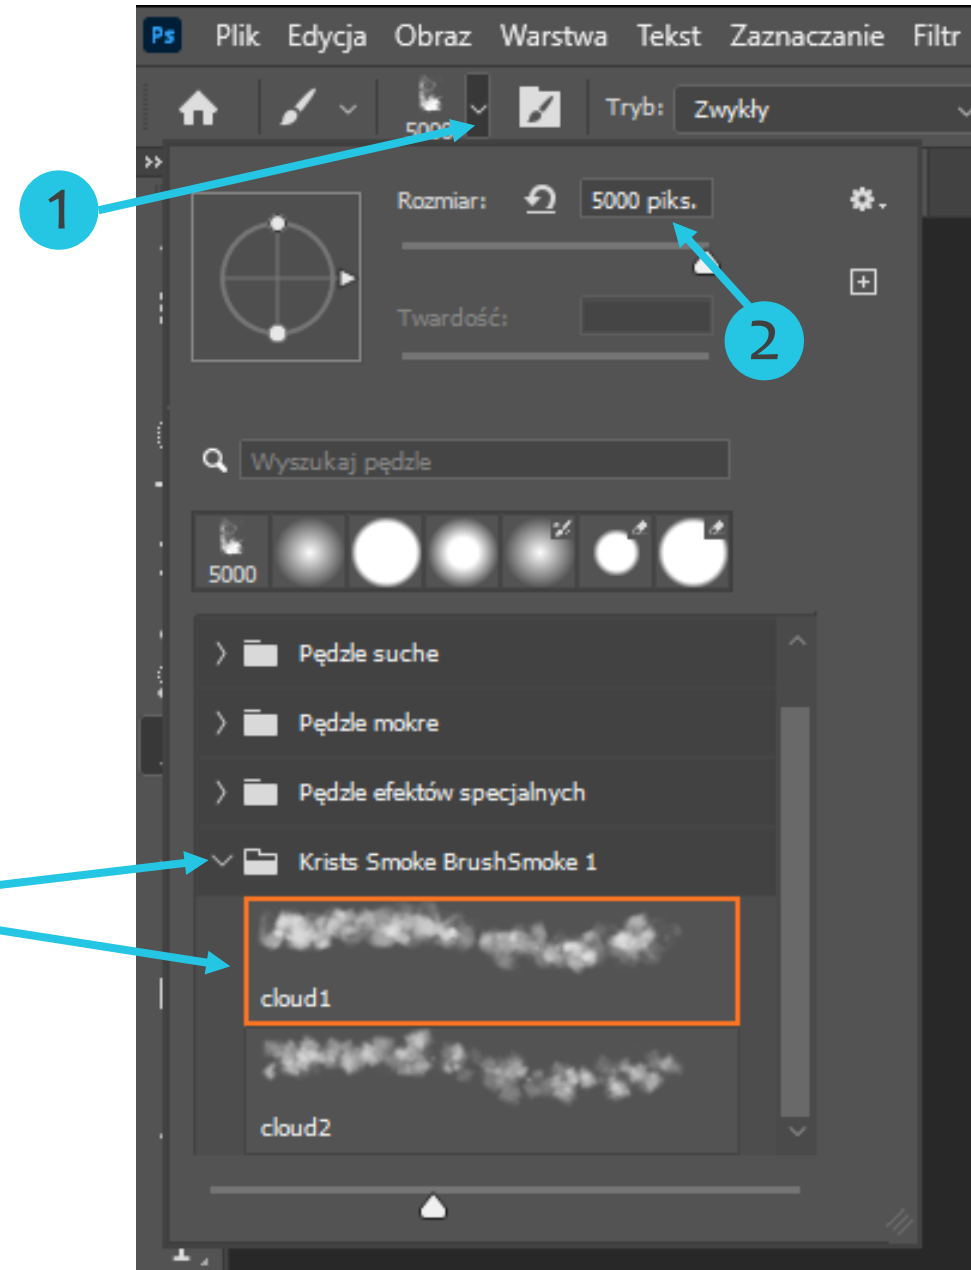 Ps Plik Edycja Obraz Warstwa Tekst Zaznaczanie Filtr
5000 Tryb: Zwykły
1
Rozmiar: 5000 piks.
Twardość:
2
Wyszukaj pędzle
5000
Pędzle suche
Pędzle mokre
Pędzle efektów specjalnych
Krists Smoke BrushSmoke 1
cloud1
cloud2